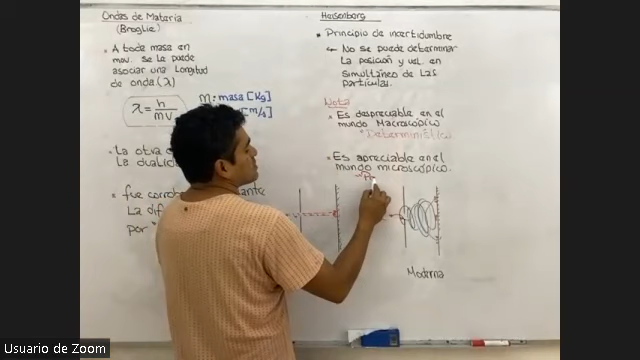 Ondas de Materia
(Broglie)
• A toda masa en
mov. se le puede
asociar una Longitud
de onda (λ)
λ = h / mv
m: masa [Kg]
m/s]
• La otra
La dualid
• fue corrob
La dif
por
Heisenberg
• Principio de incertidumbre
No se puede determinar
La posición y vel. en
simultáneo de Las
partículas.
Nota
• Es despreciable en el
mundo Macroscópico
"Determinístico
• Es apreciable en el
mundo microscópico.
Moderna
Usuario de Zoom